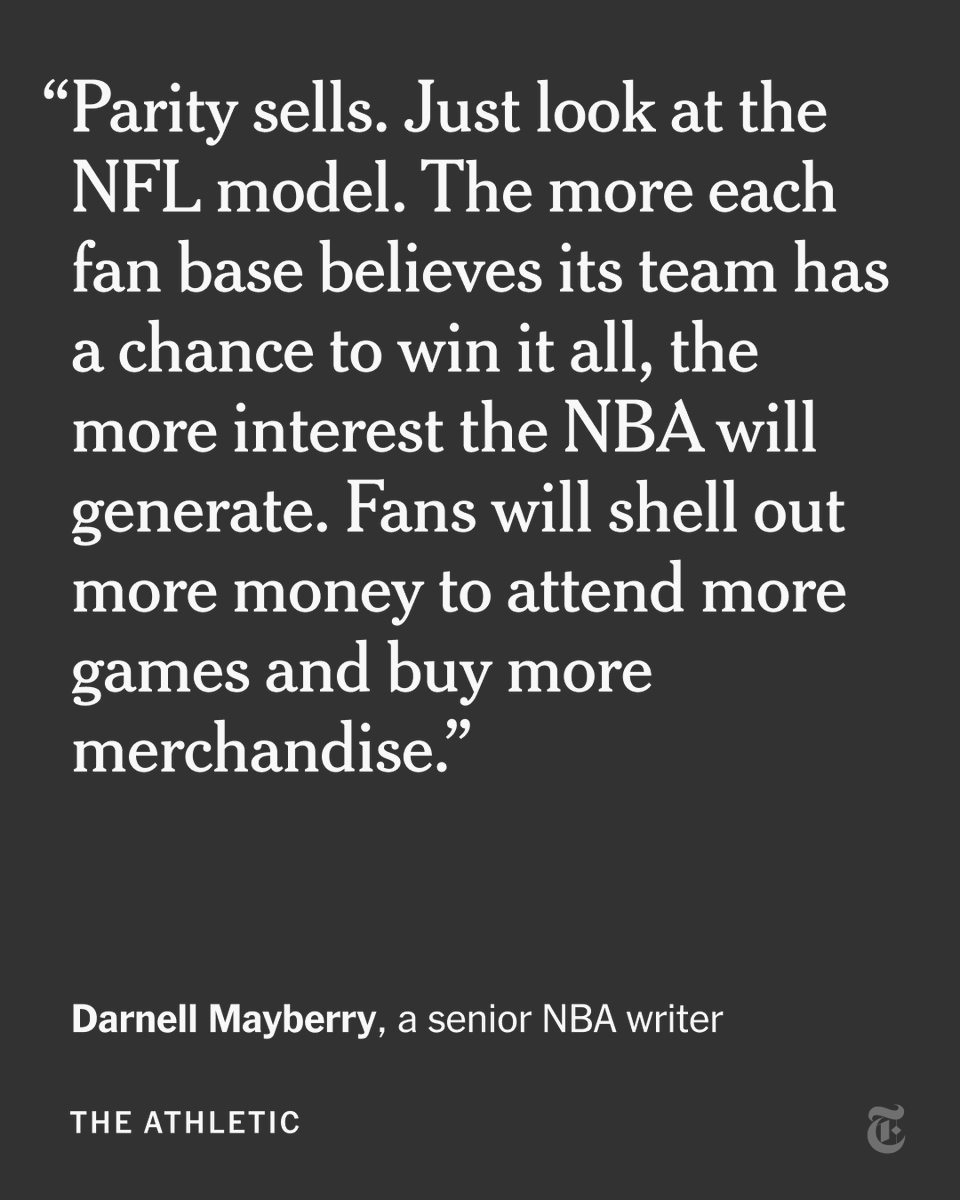 “Parity sells. Just look at the
NFL model. The more each
fan base believes its team has
a chance to win it all, the
more interest the NBA will
generate. Fans will shell out
more money to attend more
games and buy more
merchandise.”
Darnell Mayberry, a senior NBA writer
THE ATHLETIC
T